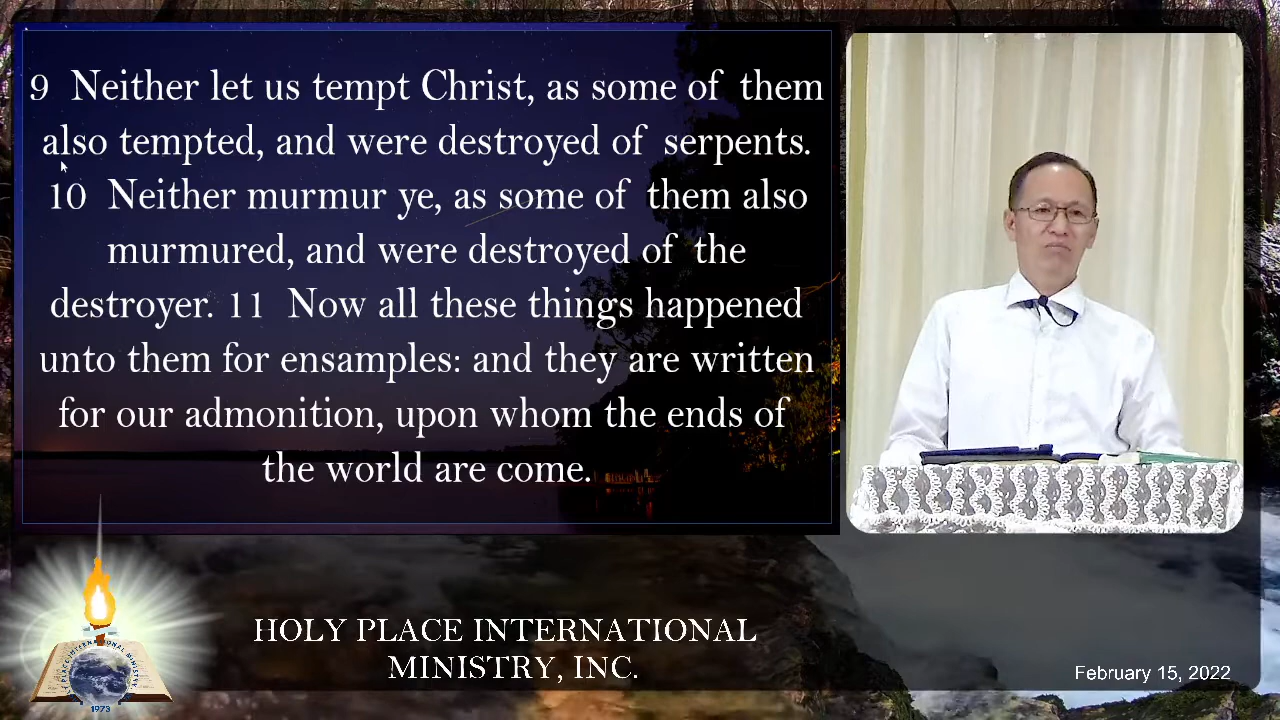 9 Neither let us tempt Christ, as some of them
also tempted, and were destroyed of serpents.
10 Neither murmur ye, as some of them also
murmured, and were destroyed of the
destroyer. 11 Now all these things happened
unto them for ensamples: and they are written
for our admonition, upon whom the ends of
the world are come.
HOLY PLACE INTERNATIONAL
MINISTRY, INC.
February 15, 2022
1973